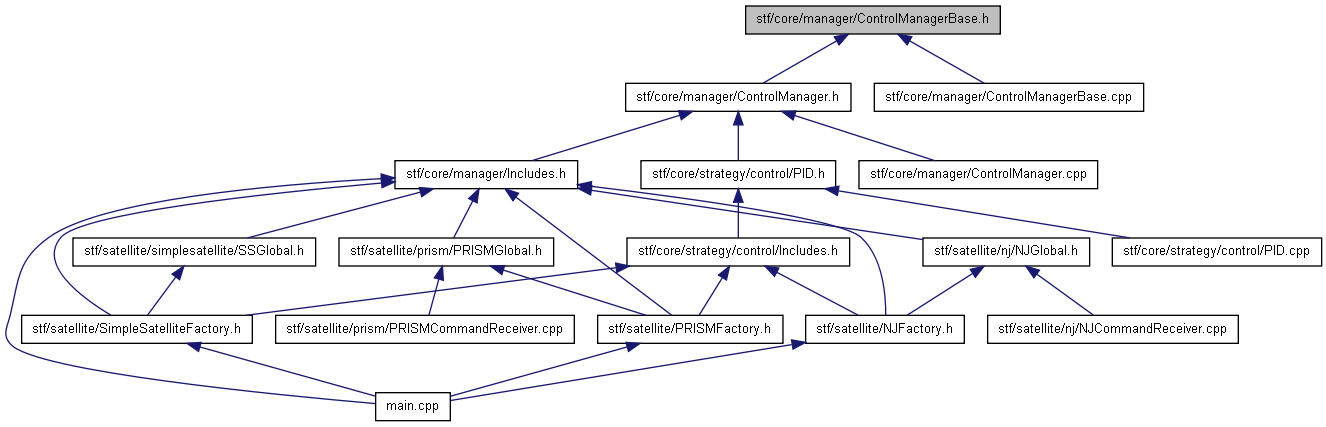 stf/core/manager/ControlManagerBase.h
stf/core/manager/ControlManager.h
stf/core/manager/ControlManagerBase.cpp
stf/core/manager/Includes.h
stf/core/strategy/control/PID.h
stf/core/manager/ControlManager.cpp
stf/satellite/simplesatellite/SSGlobal.h
stf/satellite/prism/PRISMGlobal.h
stf/core/strategy/control/Includes.h
stf/satellite/nj/NJGlobal.h
stf/core/strategy/control/PID.cpp
stf/satellite/SimpleSatelliteFactory.h
stf/satellite/prism/PRISMCommandReceiver.cpp
stf/satellite/PRISMFactory.h
stf/satellite/NJFactory.h
stf/satellite/nj/NJCommandReceiver.cpp
main.cpp